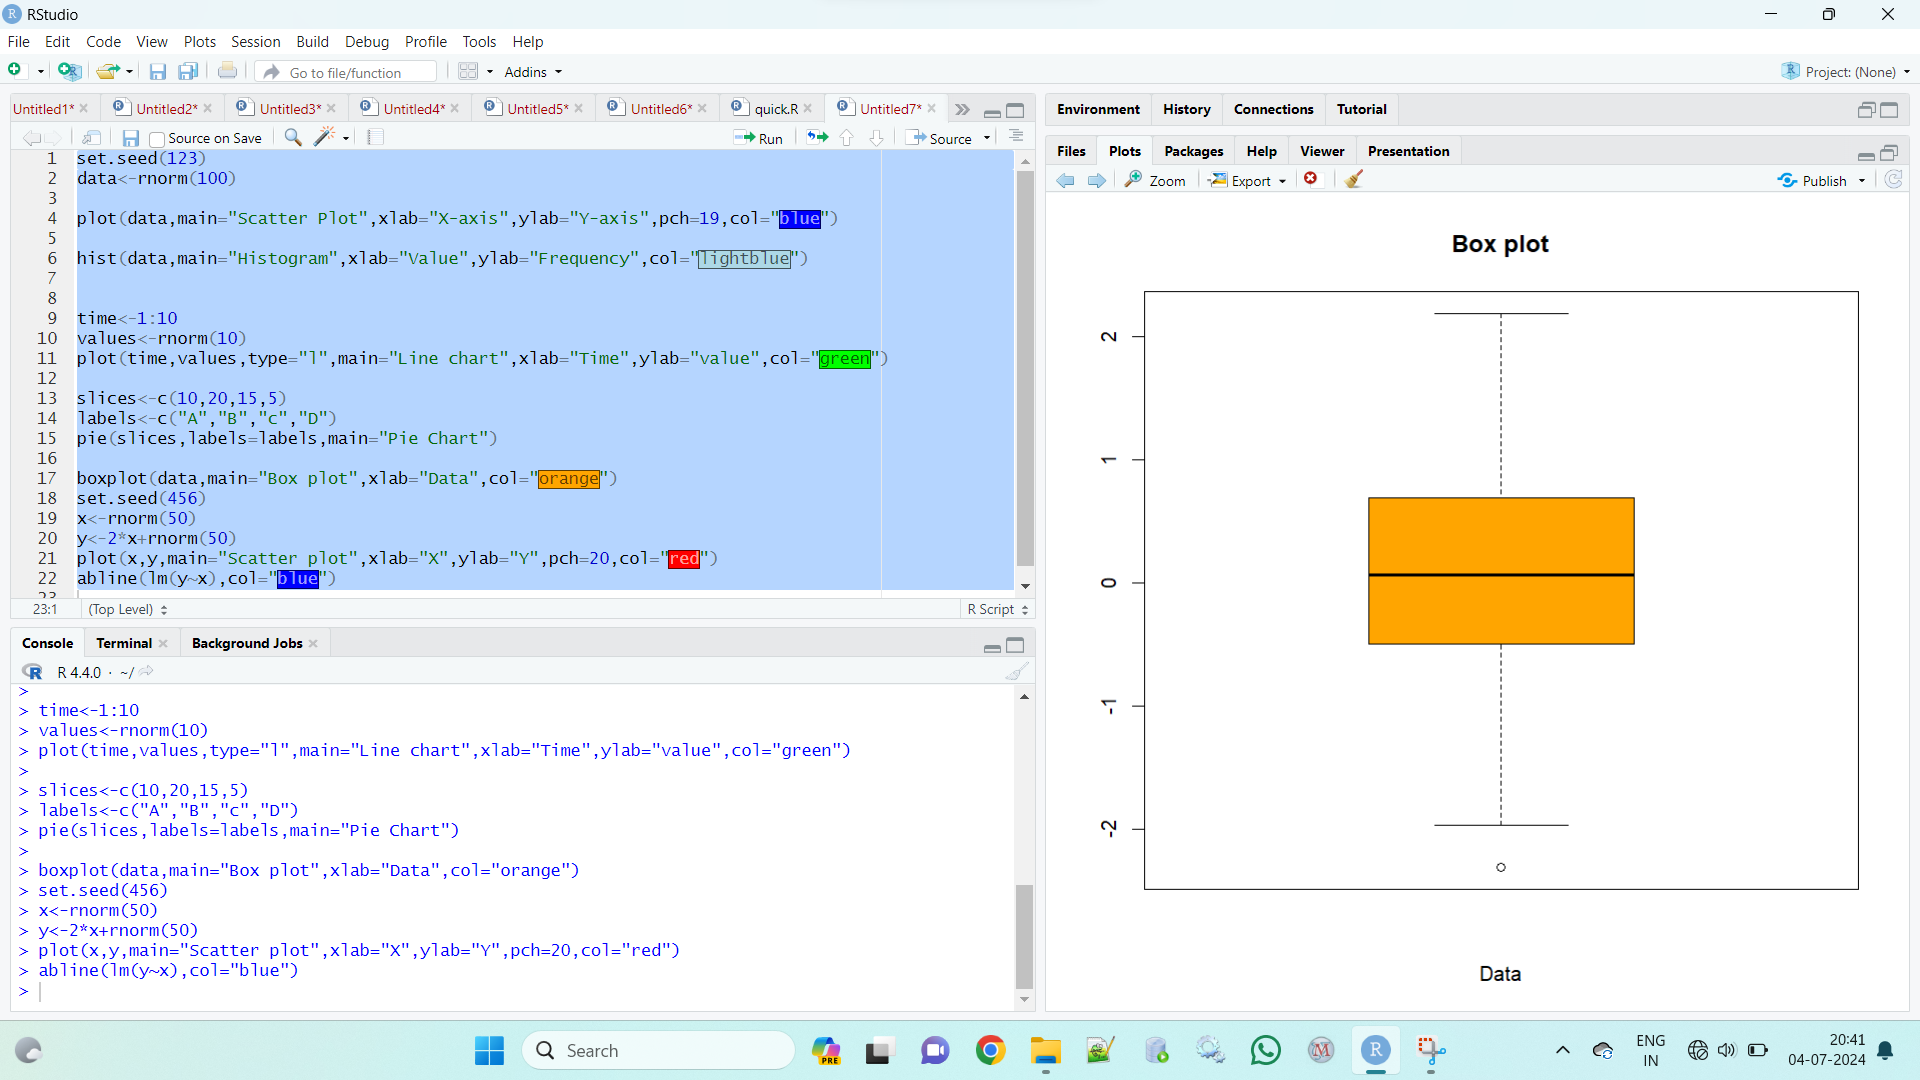 RStudio
File Edit Code View Plots Session Build Debug Profile Tools Help
Go to file/function Addins Project: (None)
Untitled1* Untitled2* Untitled3* Untitled4* Untitled5* Untitled6* quick.R Untitled7*
Source on Save Run Source
1 set.seed(123)
2 data<-rnorm(100)
3
4 plot(data,main="Scatter Plot",xlab="X-axis",ylab="Y-axis",pch=19,col="blue")
5
6 hist(data,main="Histogram",xlab="Value",ylab="Frequency",col="lightblue")
7
8
9 time<-1:10
10 values<-rnorm(10)
11 plot(time,values,type="l",main="Line chart",xlab="Time",ylab="value",col="green")
12
13 slices<-c(10,20,15,5)
14 labels<-c("A","B","C","D")
15 pie(slices,labels=labels,main="Pie Chart")
16
17 boxplot(data,main="Box plot",xlab="Data",col="orange")
18 set.seed(456)
19 x<-rnorm(50)
20 y<-2*x+rnorm(50)
21 plot(x,y,main="Scatter plot",xlab="X",ylab="Y",pch=20,col="red")
22 abline(lm(y~x),col="blue")
23
23:1 (Top Level) R Script
Console Terminal Background Jobs
R 4.4.0 · ~/
>
> time<-1:10
> values<-rnorm(10)
> plot(time,values,type="l",main="Line chart",xlab="Time",ylab="value",col="green")
>
> slices<-c(10,20,15,5)
> labels<-c("A","B","C","D")
> pie(slices,labels=labels,main="Pie Chart")
>
> boxplot(data,main="Box plot",xlab="Data",col="orange")
> set.seed(456)
> x<-rnorm(50)
> y<-2*x+rnorm(50)
> plot(x,y,main="Scatter plot",xlab="X",ylab="Y",pch=20,col="red")
> abline(lm(y~x),col="blue")
>
Environment History Connections Tutorial
Files Plots Packages Help Viewer Presentation
Zoom Export Publish
Box plot
2
1
0
-1
-2
Data
Search
PRE
ENG
IN
20:41
04-07-2024